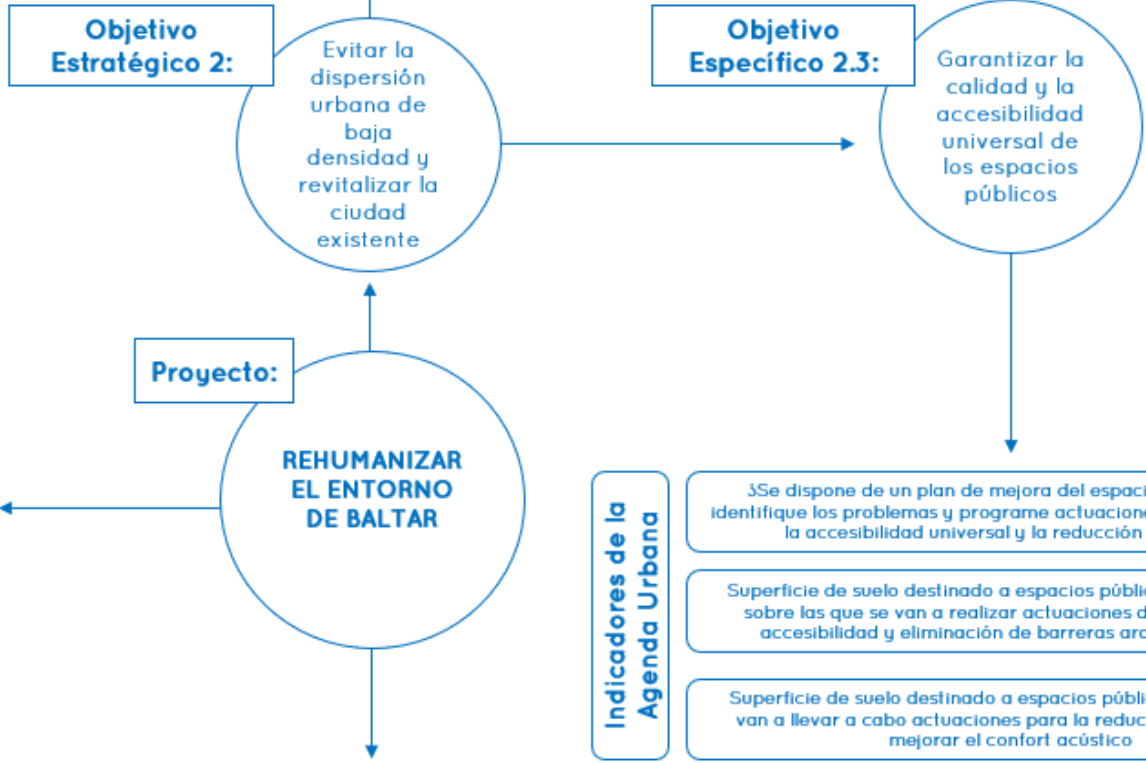 Objetivo
Estratégico 2:
Evitar la
dispersión
urbana de
baja
densidad y
revitalizar la
ciudad
existente
Objetivo
Específico 2.3:
Garantizar la
calidad y la
accesibilidad
universal de
los espacios
públicos
Proyecto:
REHUMANIZAR
EL ENTORNO
DE BALTAR
Indicadores de la
Agenda Urbana
¿Se dispone de un plan de mejora del espaci
identifique los problemas y programe actuacion
la accesibilidad universal y la reducción
Superficie de suelo destinado a espacios públi
sobre las que se van a realizar actuaciones d
accesibilidad y eliminación de barreras arc
Superficie de suelo destinado a espacios públi
van a llevar a cabo actuaciones para la reduc
mejorar el confort acústico